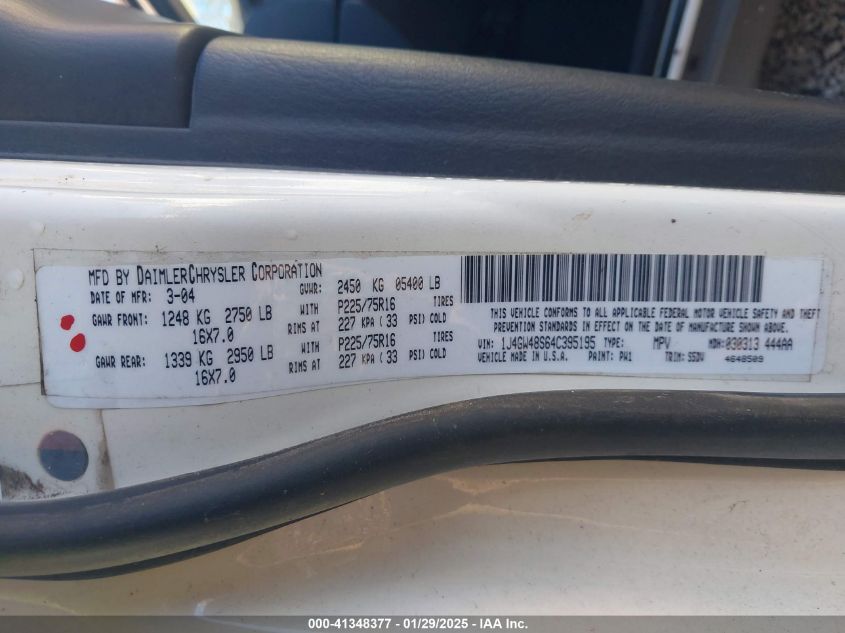 MFD BY DAIMLERCHRYSLER CORPORATION
DATE OF MFR: 3-04 GVWR: 2450 KG 05400 LB
GAWR FRONT: 1248 KG 2750 LB WITH P225/75R16 TIRES
16X7.0 RIMS AT 227 KPA ( 33 PSI) COLD
GAWR REAR: 1339 KG 2950 LB WITH P225/75R16 TIRES
16X7.0 RIMS AT 227 KPA ( 33 PSI) COLD
THIS VEHICLE CONFORMS TO ALL APPLICABLE FEDERAL MOTOR VEHICLE SAFETY AND THEFT
PREVENTION STANDARDS IN EFFECT ON THE DATE OF MANUFACTURE SHOWN ABOVE.
VIN: 1J4GW48S64C395195 TYPE: MPV MDH: 030313 444AA
VEHICLE MADE IN U.S.A. PAINT: PW1 TRIM: S5DV 4648509
000-41348377 - 01/29/2025 - IAA Inc.